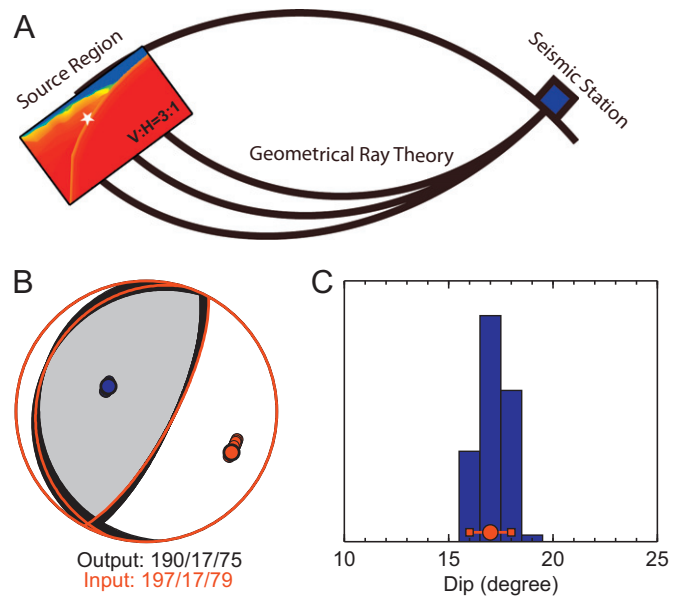 A
Source Region
V:H=3:1
Seismic Station
Geometrical Ray Theory
B
Output: 190/17/75
Input: 197/17/79
C
10 15 20 25
Dip (degree)